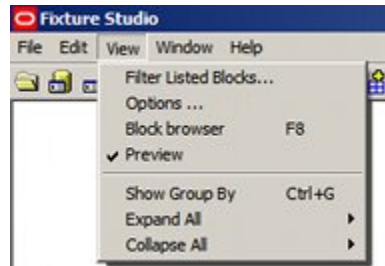 Fixture Studio
File Edit View Window Help
Filter Listed Blocks...
Options ...
Block browser F8
Preview
Show Group By Ctrl+G
Expand All
Collapse All